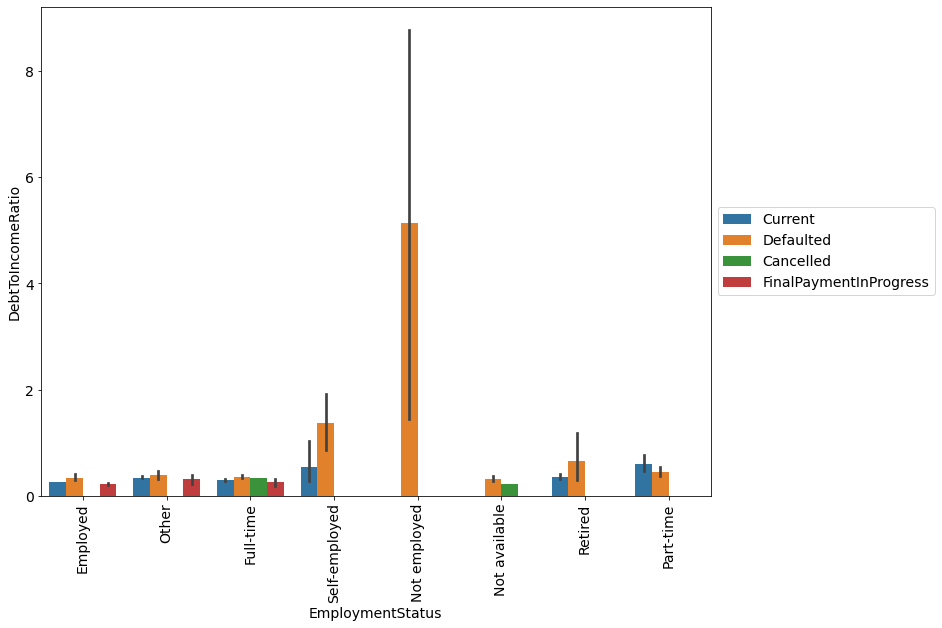 8
6
4
2
0
DebtToIncomeRatio
Employed
Other
Full-time
Self-employed
Not employed
Not available
Retired
Part-time
EmploymentStatus
Current
Defaulted
Cancelled
FinalPaymentInProgress